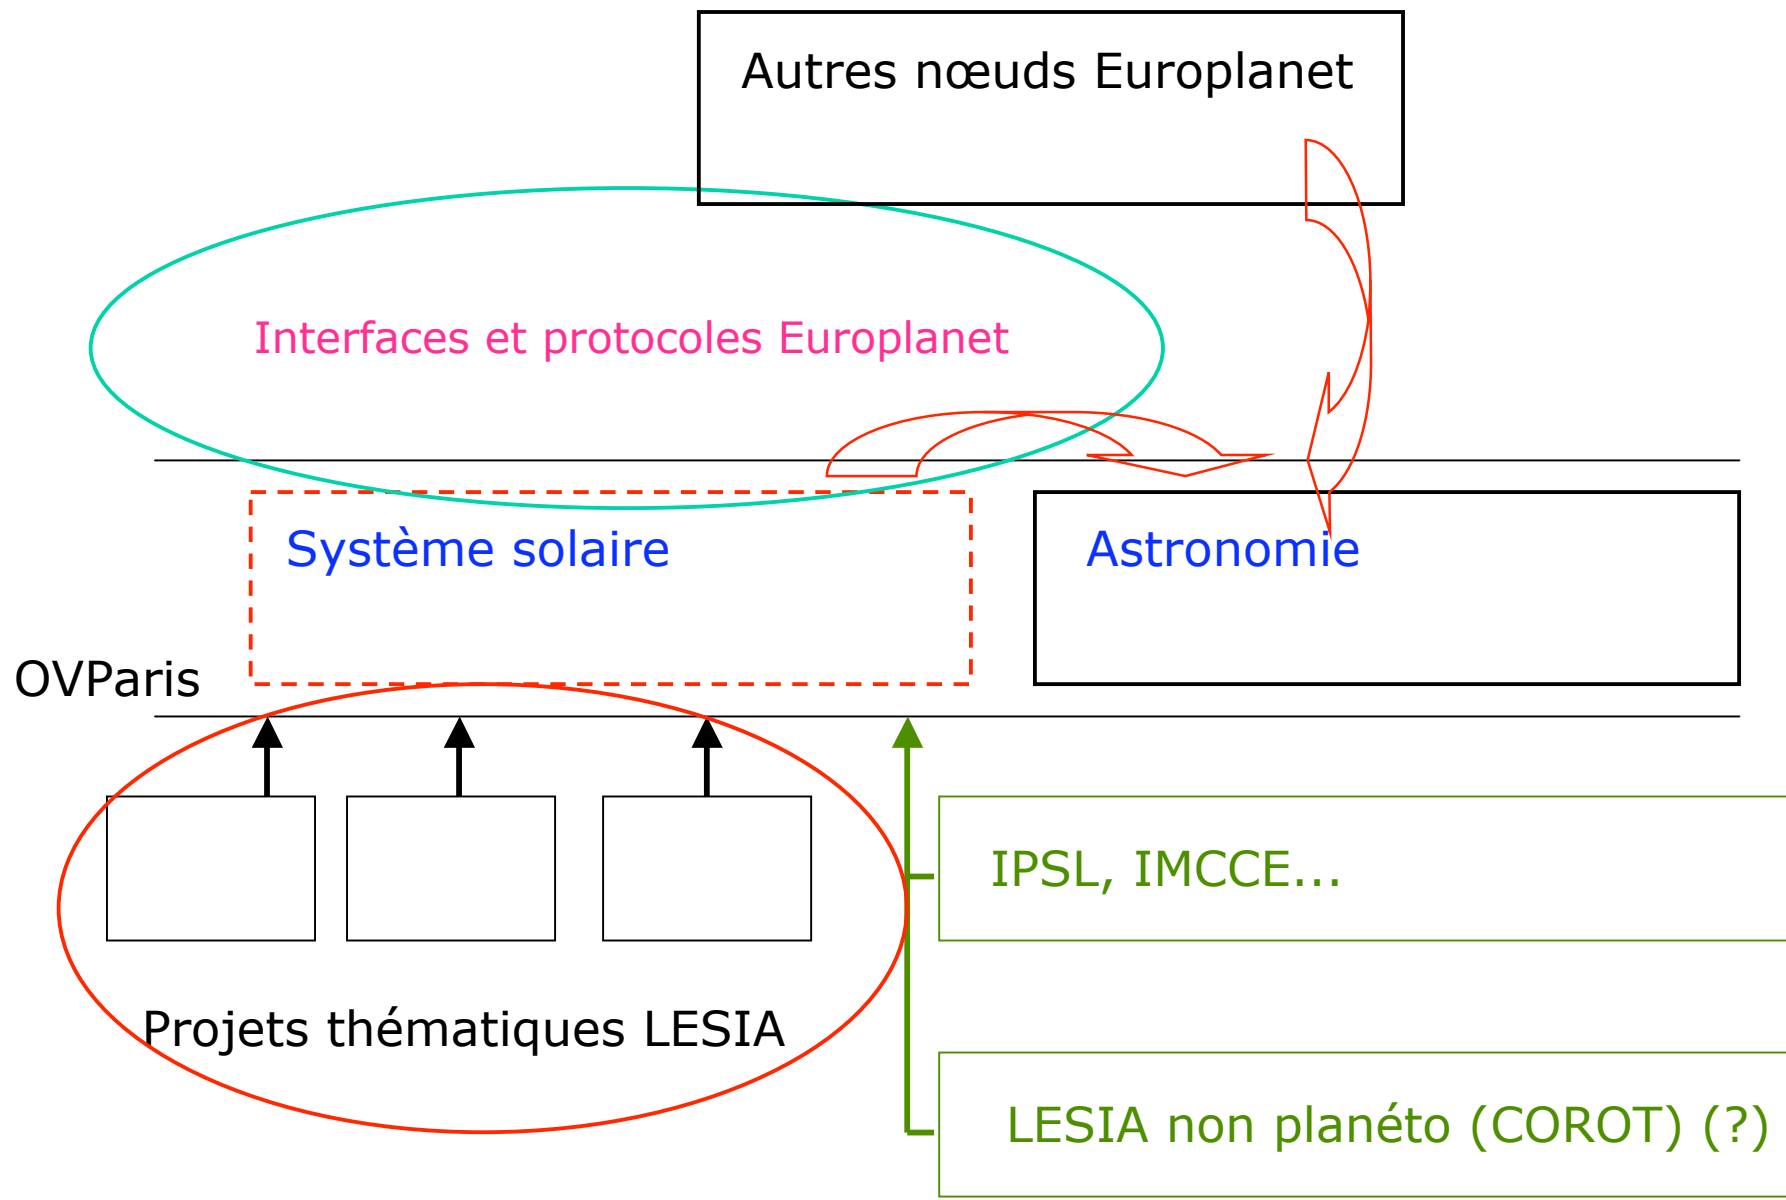 Autres nœuds Europlanet
Interfaces et protocoles Europlanet
Système solaire
Astronomie
OVParis
IPSL, IMCCE...
Projets thématiques LESIA
LESIA non planéto (COROT) (?)